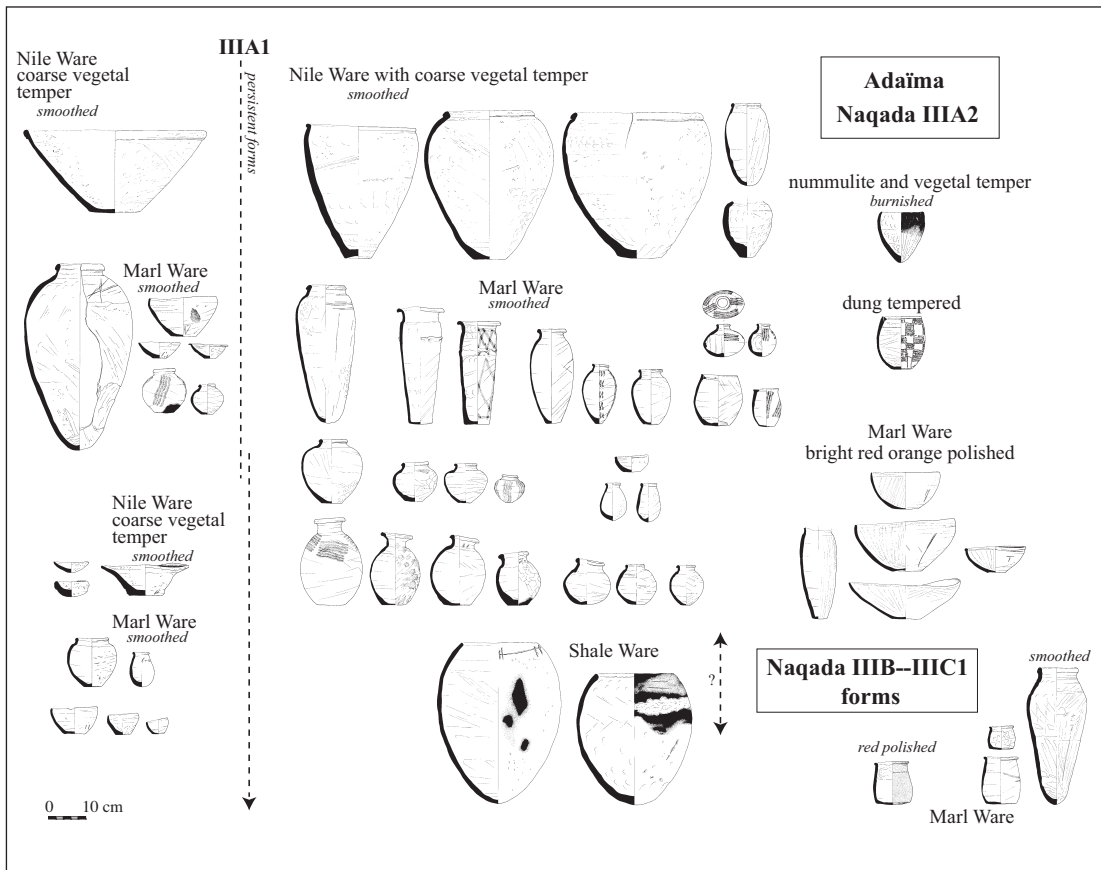 IIIA1
persistent forms
Nile Ware
coarse vegetal
temper
smoothed
Marl Ware
smoothed
Nile Ware
coarse vegetal
temper
smoothed
Marl Ware
smoothed
0 10 cm
Nile Ware with coarse vegetal temper
smoothed
Marl Ware
smoothed
Shale Ware
?
Adaïma
Naqada IIIA2
nummulite and vegetal temper
burnished
dung tempered
Marl Ware
bright red orange polished
Naqada IIIB--IIIC1
forms
smoothed
red polished
Marl Ware